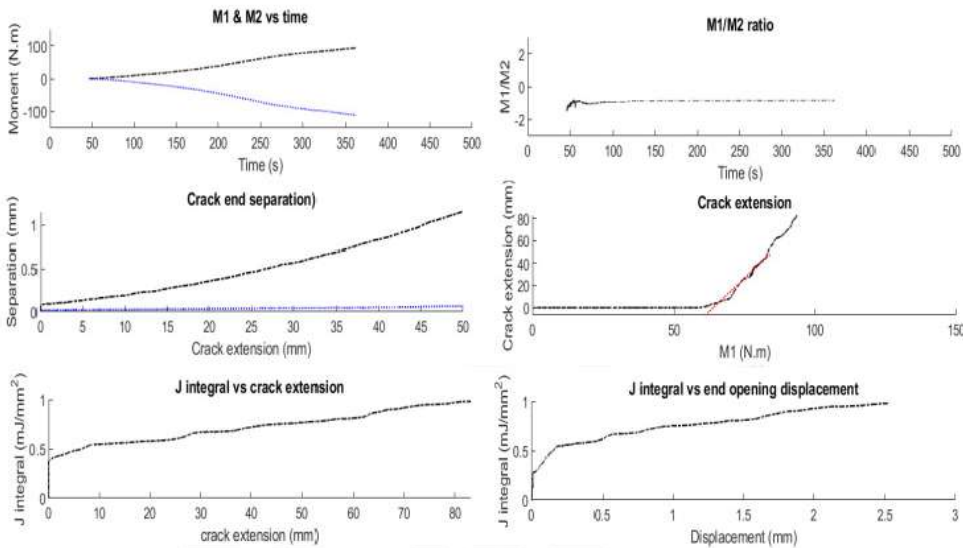 M1 & M2 vs time
Moment (N.m)
100
0
-100
0 50 100 150 200 250 300 350 400 450 500
Time (s)
M1/M2 ratio
M1/M2
2
0
-2
0 50 100 150 200 250 300 350 400 450 500
Time (s)
Crack end separation)
Separation (mm)
1
0.5
0
0 5 10 15 20 25 30 35 40 45 50
Crack extension (mm)
Crack extension
Crack extension (mm)
80
60
40
20
0
0 50 100 150
M1 (N.m)
J integral vs crack extension
J integral (mJ/mm²)
1
0.5
0
0 10 20 30 40 50 60 70 80
crack extension (mm)
J integral vs end opening displacement
J integral (mJ/mm²)
1
0.5
0
0 0.5 1 1.5 2 2.5 3
Displacement (mm)